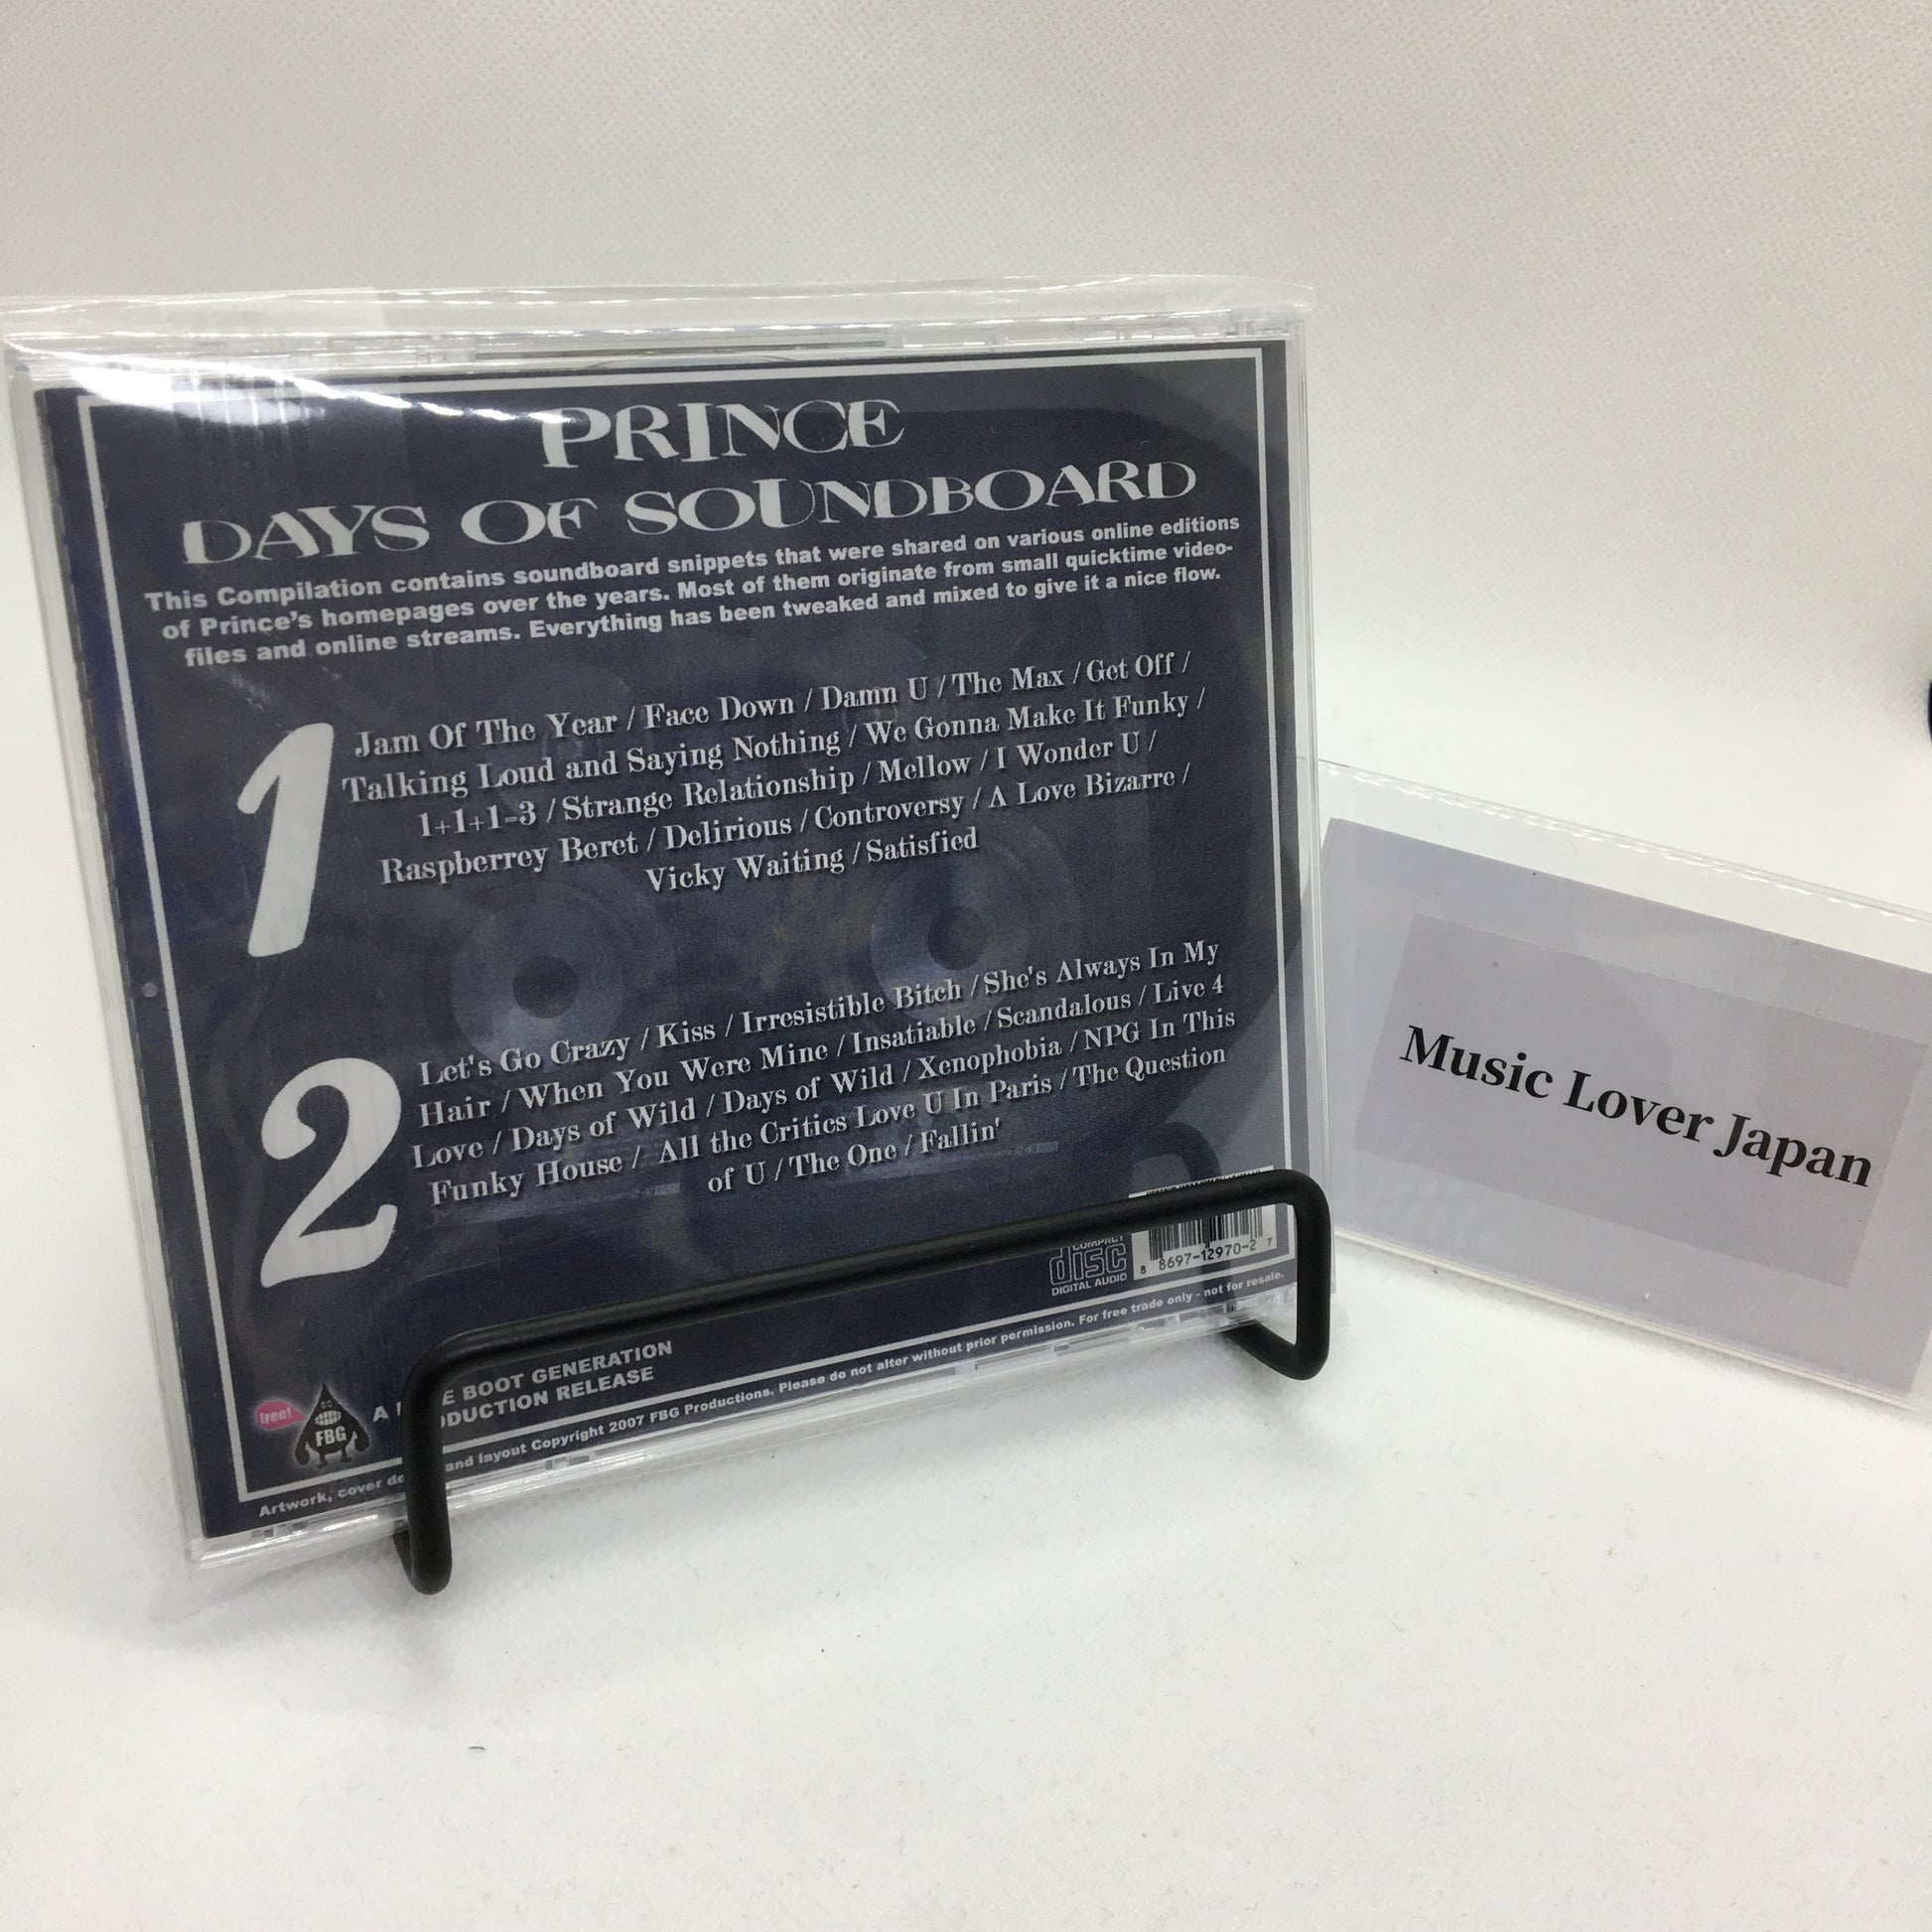 PRINCE
DAYS OF SOUNDBOARD
This Compilation contains soundboard snippets that were shared on various online editions
of Prince's homepages over the years. Most of them originate from small quicktime video-
files and online streams. Everything has been tweaked and mixed to give it a nice flow.
1
Jam Of The Year / Face Down / Damn U / The Max / Get Off /
Talking Loud and Saying Nothing / We Gonna Make It Funky /
1+1+1=3 / Strange Relationship / Mellow / I Wonder U /
Raspberrey Beret / Delirious / Controversy / A Love Bizarre /
Vicky Waiting / Satisfied
2
Let's Go Crazy / Kiss / Irresistible Bitch / She's Always In My
Hair / When You Were Mine / Insatiable / Scandalous / Live 4
Love / Days of Wild / Days of Wild / Xenophobia / NPG In This
Funky House / All the Critics Love U In Paris / The Question
of U / The One / Fallin'
COMPACT
disc
DIGITAL AUDIO
8 8697-12970-2 7
free!
FBG
A BOOT GENERATION
RELEASE
Artwork, cover and layout Copyright 2007 FBG Productions. Please do not alter without prior permission. For free trade only - not for resale.
Music Lover Japan